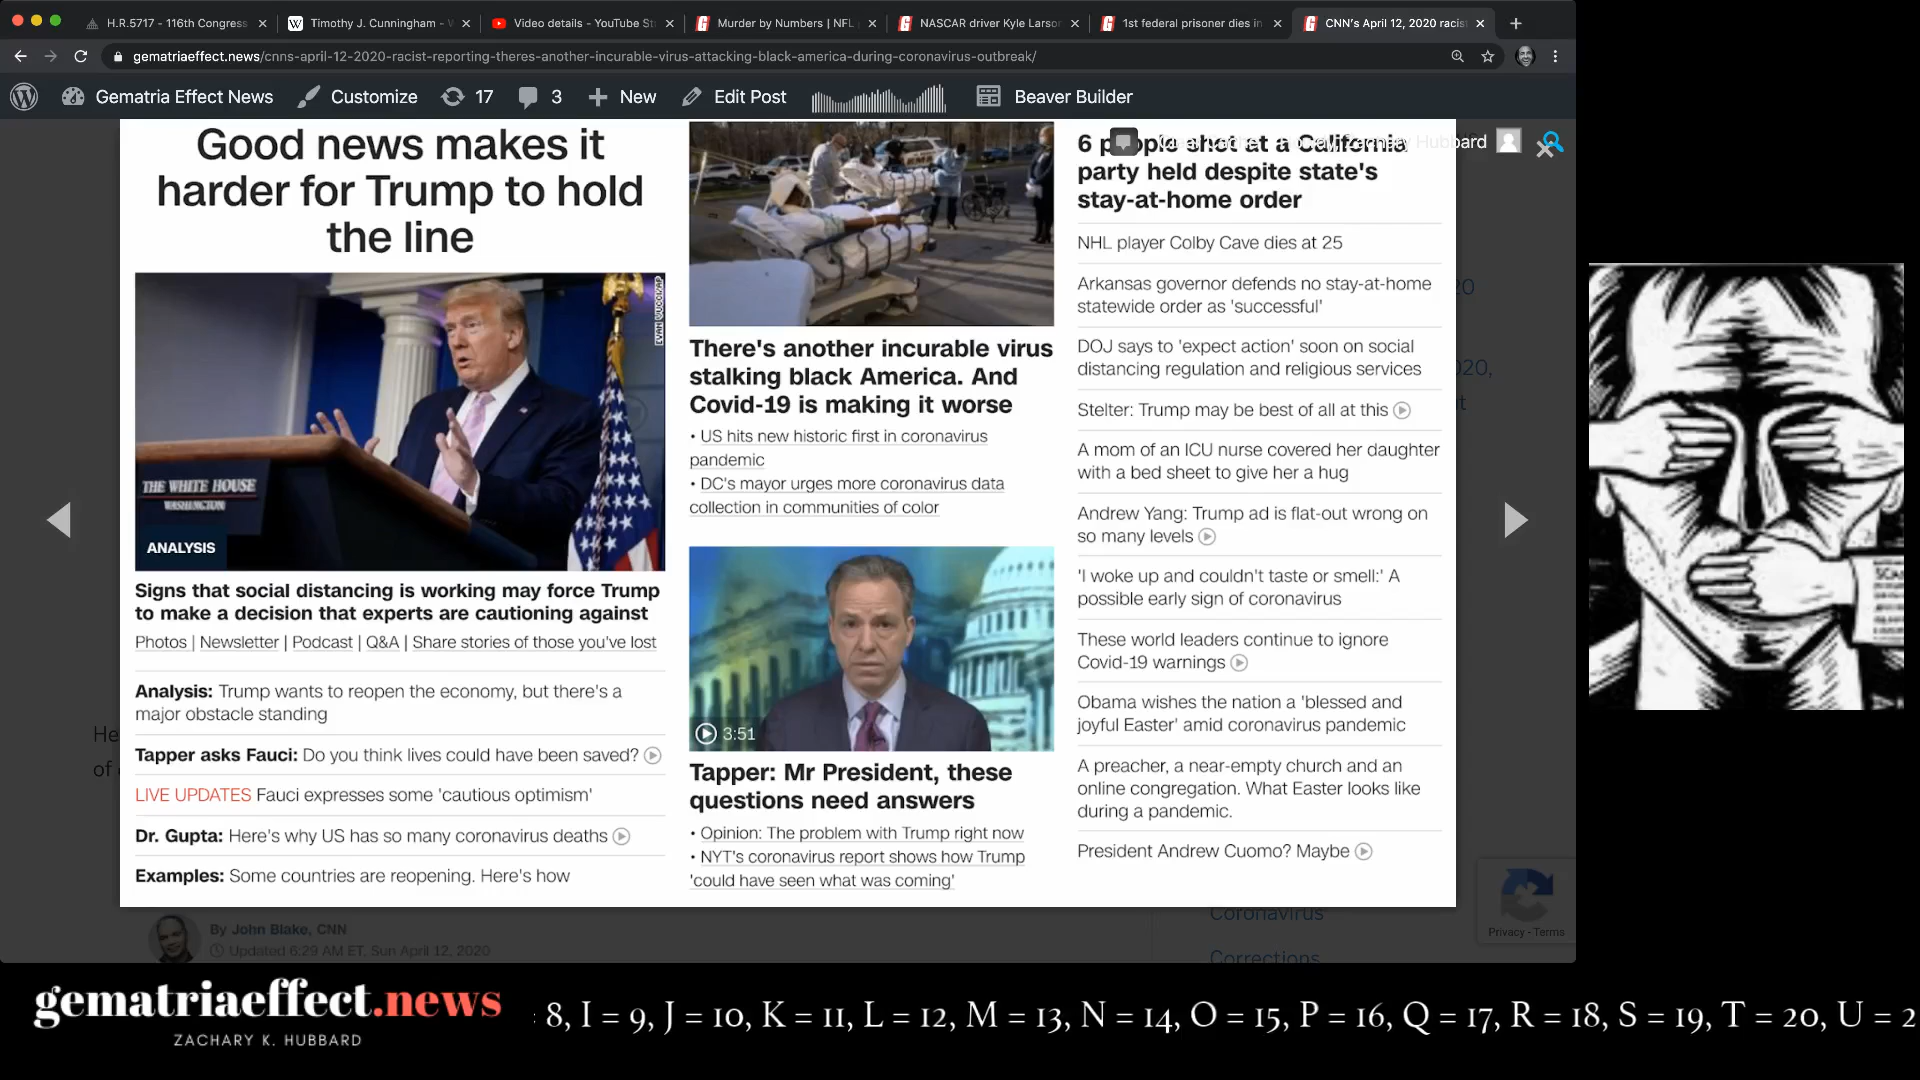 H.R.5717 - 116th Congress
Timothy J. Cunningham -
Video details - YouTube St
Murder by Numbers | NFL
NASCAR driver Kyle Larso
1st federal prisoner dies in
CNN's April 12, 2020 racis
gematriaeffect.news/cnns-april-12-2020-racist-reporting-theres-another-incurable-virus-attacking-black-america-during-coronavirus-outbreak/
Gematria Effect News
Customize
17
3
New
Edit Post
Beaver Builder
Zachary Hubbard
Good news makes it
harder for Trump to hold
the line
EVAN VUCCI/AP
THE WHITE HOUSE
WASHINGTON
ANALYSIS
Signs that social distancing is working may force Trump
to make a decision that experts are cautioning against
Photos | Newsletter | Podcast | Q&A | Share stories of those you've lost
Analysis: Trump wants to reopen the economy, but there's a
major obstacle standing
Tapper asks Fauci: Do you think lives could have been saved?
LIVE UPDATES Fauci expresses some 'cautious optimism'
Dr. Gupta: Here's why US has so many coronavirus deaths
Examples: Some countries are reopening. Here's how
There's another incurable virus
stalking black America. And
Covid-19 is making it worse
• US hits new historic first in coronavirus
pandemic
• DC's mayor urges more coronavirus data
collection in communities of color
3:51
Tapper: Mr President, these
questions need answers
• Opinion: The problem with Trump right now
• NYT's coronavirus report shows how Trump
'could have seen what was coming'
6 people shot at a California
party held despite state's
stay-at-home order
NHL player Colby Cave dies at 25
Arkansas governor defends no stay-at-home
statewide order as 'successful'
DOJ says to 'expect action' soon on social
distancing regulation and religious services
Stelter: Trump may be best of all at this
A mom of an ICU nurse covered her daughter
with a bed sheet to give her a hug
Andrew Yang: Trump ad is flat-out wrong on
so many levels
'I woke up and couldn't taste or smell:' A
possible early sign of coronavirus
These world leaders continue to ignore
Covid-19 warnings
Obama wishes the nation a 'blessed and
joyful Easter' amid coronavirus pandemic
A preacher, a near-empty church and an
online congregation. What Easter looks like
during a pandemic.
President Andrew Cuomo? Maybe
He
of
20
020,
By John Blake, CNN
Updated 6:29 AM ET, Sun April 12, 2020
Coronavirus
Corrections
Privacy - Terms
gematriaeffect.news
ZACHARY K. HUBBARD
8, I = 9, J = 10, K = 11, L = 12, M = 13, N = 14, O = 15, P = 16, Q = 17, R = 18, S = 19, T = 20, U = 2